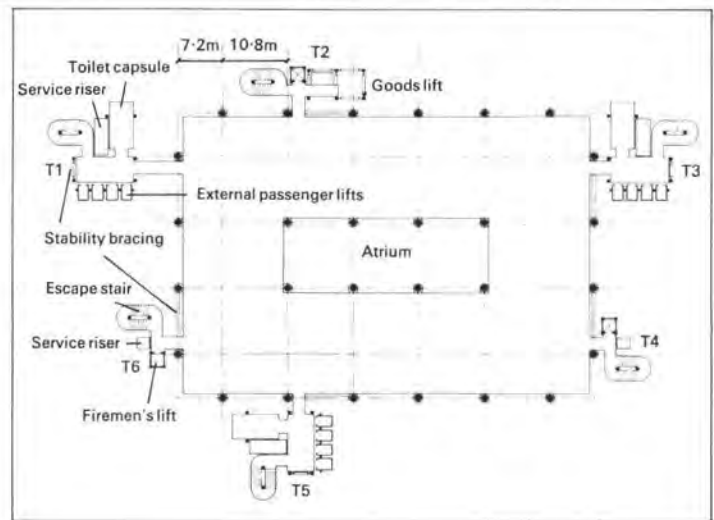 7·2m 10·8m
T2
Toilet capsule
Goods lift
Service riser
T1
T3
External passenger lifts
Stability bracing
Atrium
Escape stair
Service riser
T4
T6
Firemen's lift
T5